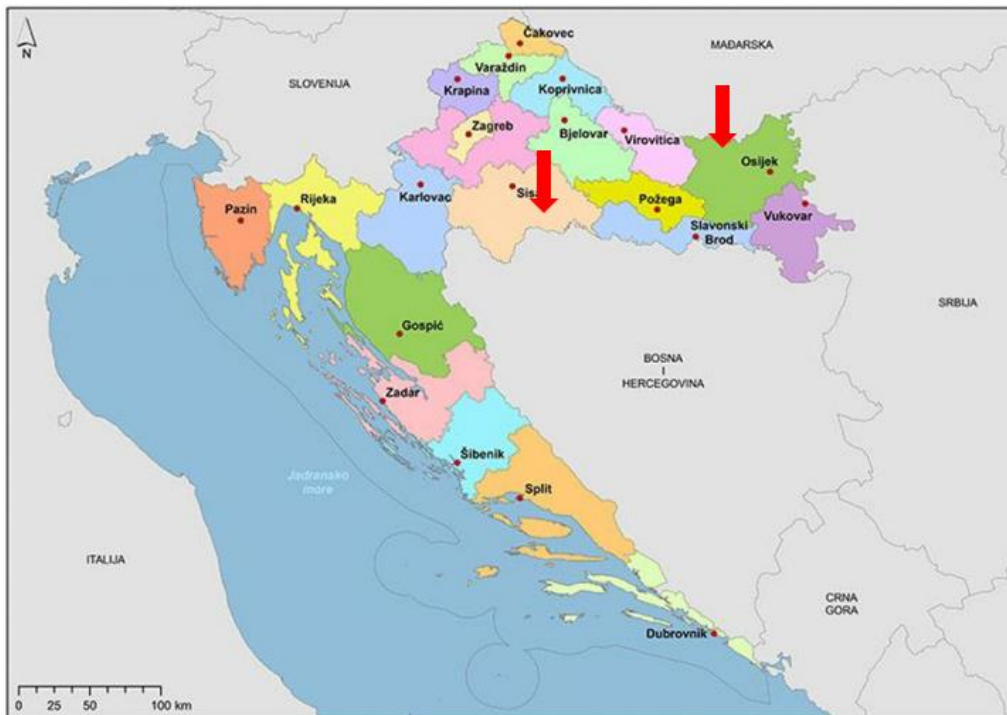 Čakovec
MAĐARSKA
N
Varaždin
SLOVENIJA
Krapina
Koprivnica
Zagreb
Bjelovar
Virovitica
Osijek
Karlovac
Rijeka
Požega
Pazin
Vukovar
Slavonski
Brod
SRBIJA
Gospić
BOSNA
I
HERCEGOVINA
Zadar
Šibenik
Jadransko
more
Split
ITALIJA
CRNA
GORA
Dubrovnik
0 25 50 100 km